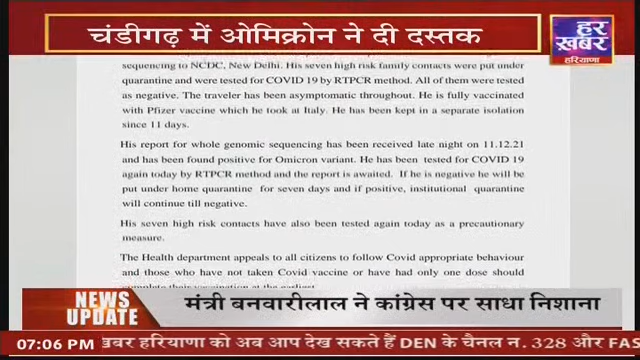 चंडीगढ़ में ओमिक्रोन ने दी दस्तक
हर
ख़बर
हरियाणा
sequencing to NCDC, New Delhi. His seven high risk family contacts were put under
quarantine and were tested for COVID 19 by RTPCR method. All of them were tested
as negative. The traveler has been asymptomatic throughout. He is fully vaccinated
with Pfizer vaccine which he took at Italy. He has been kept in a separate isolation
since 11 days.
His report for whole genomic sequencing has been received late night on 11.12.21
and has been found positive for Omicron variant. He has been tested for COVID 19
again today by RTPCR method and the report is awaited. If he is negative he will be
put under home quarantine for seven days and if positive, institutional quarantine
will continue till negative.
His seven high risk contacts have also been tested again today as a precautionary
measure.
The Health department appeals to all citizens to follow Covid appropriate behaviour
and those who have not taken Covid vaccine or have had only one dose should
complete their vaccination at the earliest
NEWS
UPDATE
मंत्री बनवारीलाल ने कांग्रेस पर साधा निशाना
07:06 PM
खबर हरियाणा को अब आप देख सकते हैं DEN के चैनल न. 328 और FAS